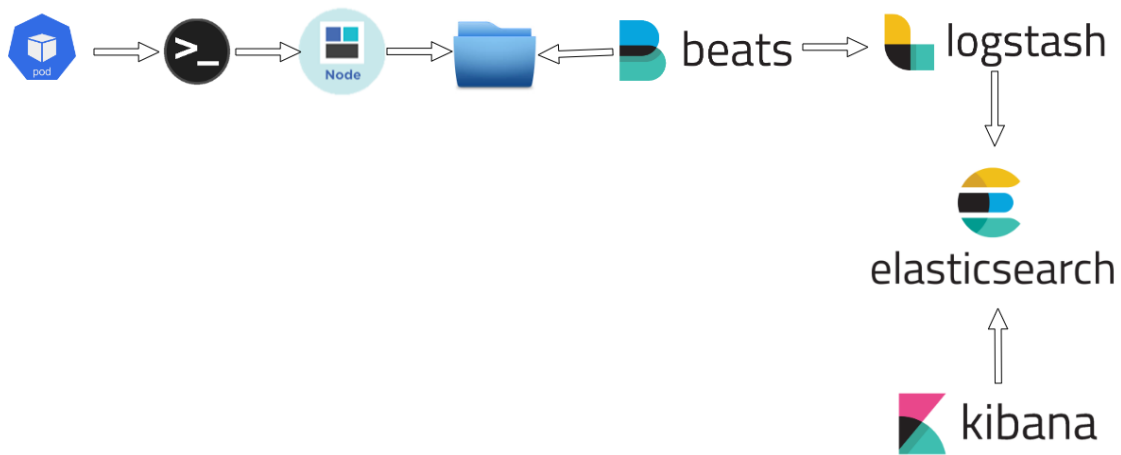 pod
>_
Node
beats
logstash
elasticsearch
kibana